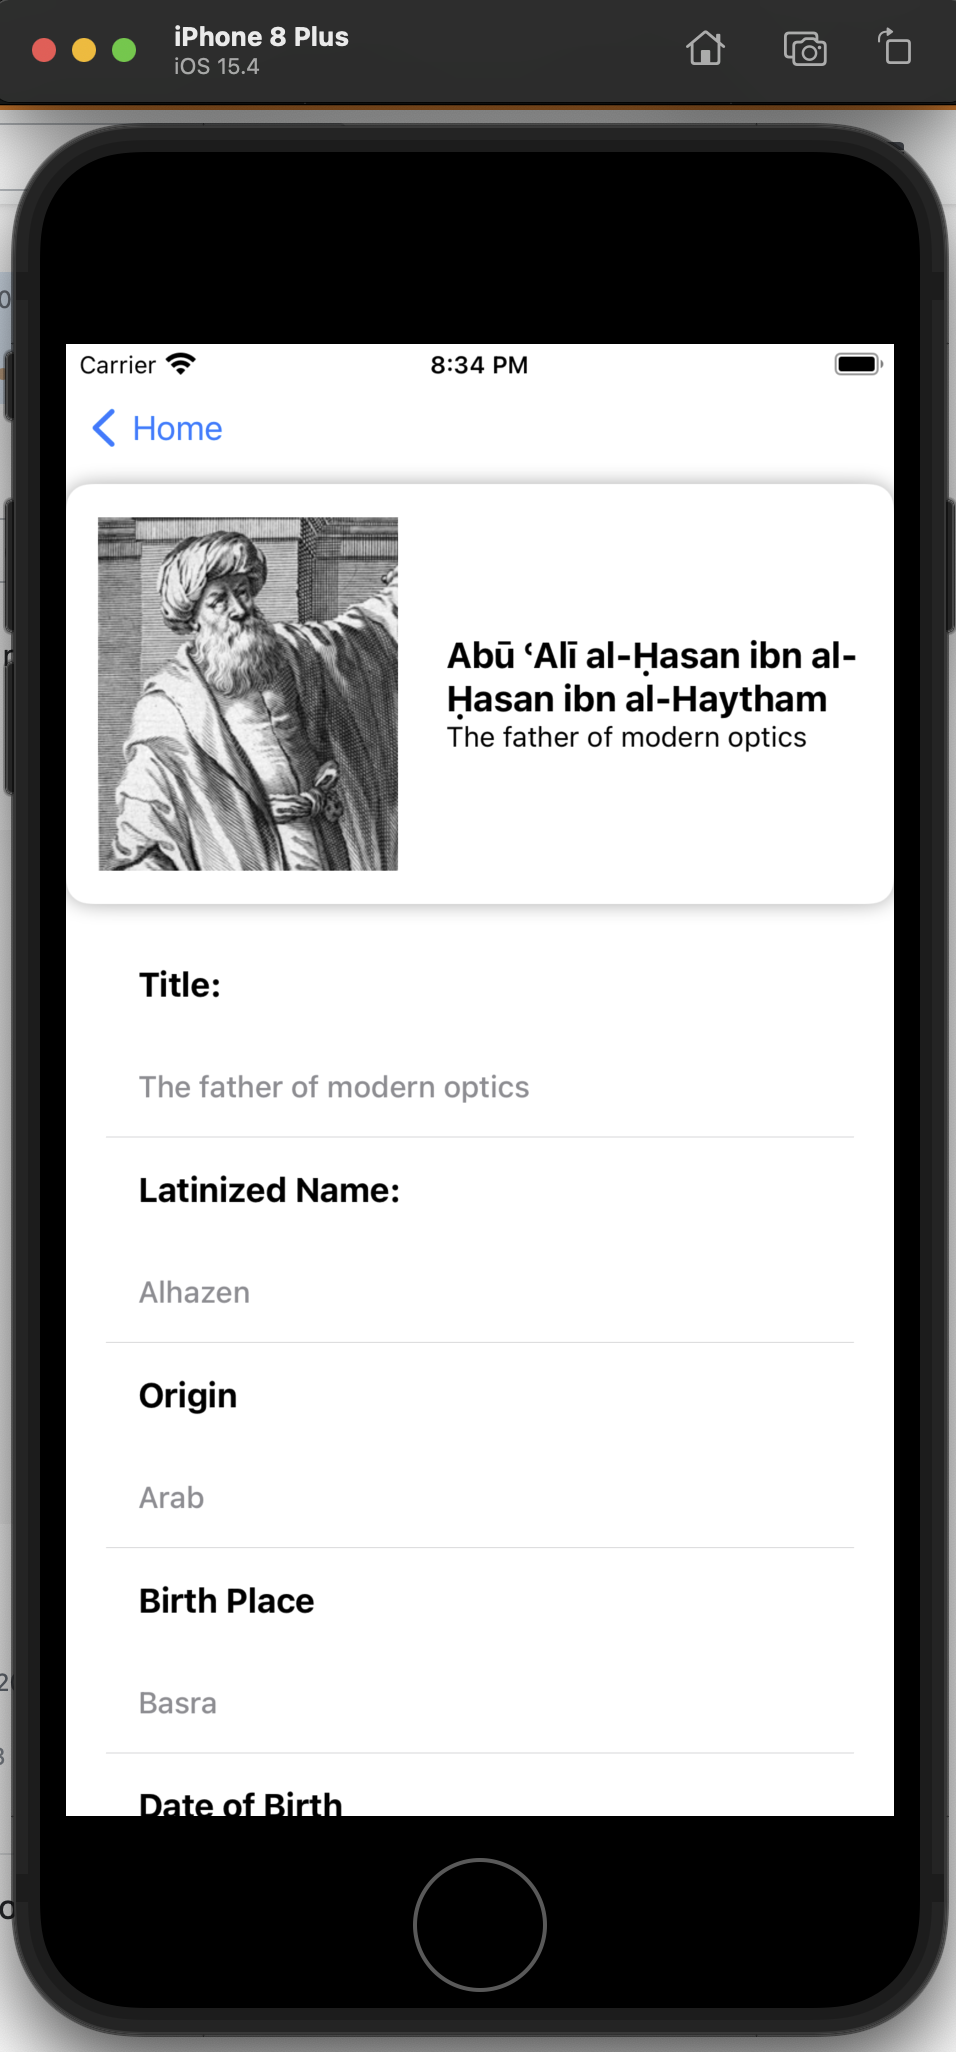 iPhone 8 Plus
iOS 15.4
Carrier
8:34 PM
Home
Abū ʿAlī al-Ḥasan ibn al-
Ḥasan ibn al-Haytham
The father of modern optics
Title:
The father of modern optics
Latinized Name:
Alhazen
Origin
Arab
Birth Place
Basra
Date of Birth